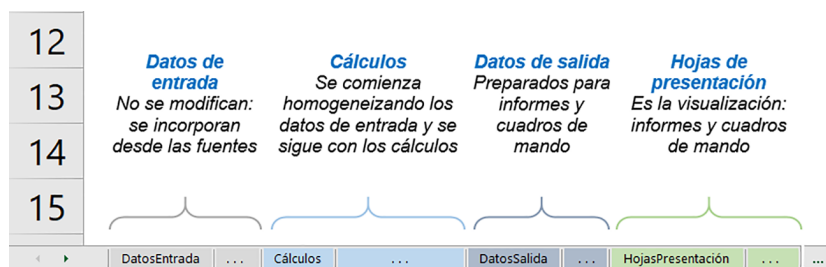 12
13
14
15
Datos de
entrada
No se modifican:
se incorporan
desde las fuentes
Cálculos
Se comienza
homogeneizando los
datos de entrada y se
sigue con los cálculos
Datos de salida
Preparados para
informes y
cuadros de
mando
Hojas de
presentación
Es la visualización:
informes y cuadros
de mando
DatosEntrada ... Cálculos ... DatosSalida ... HojasPresentación ... ...